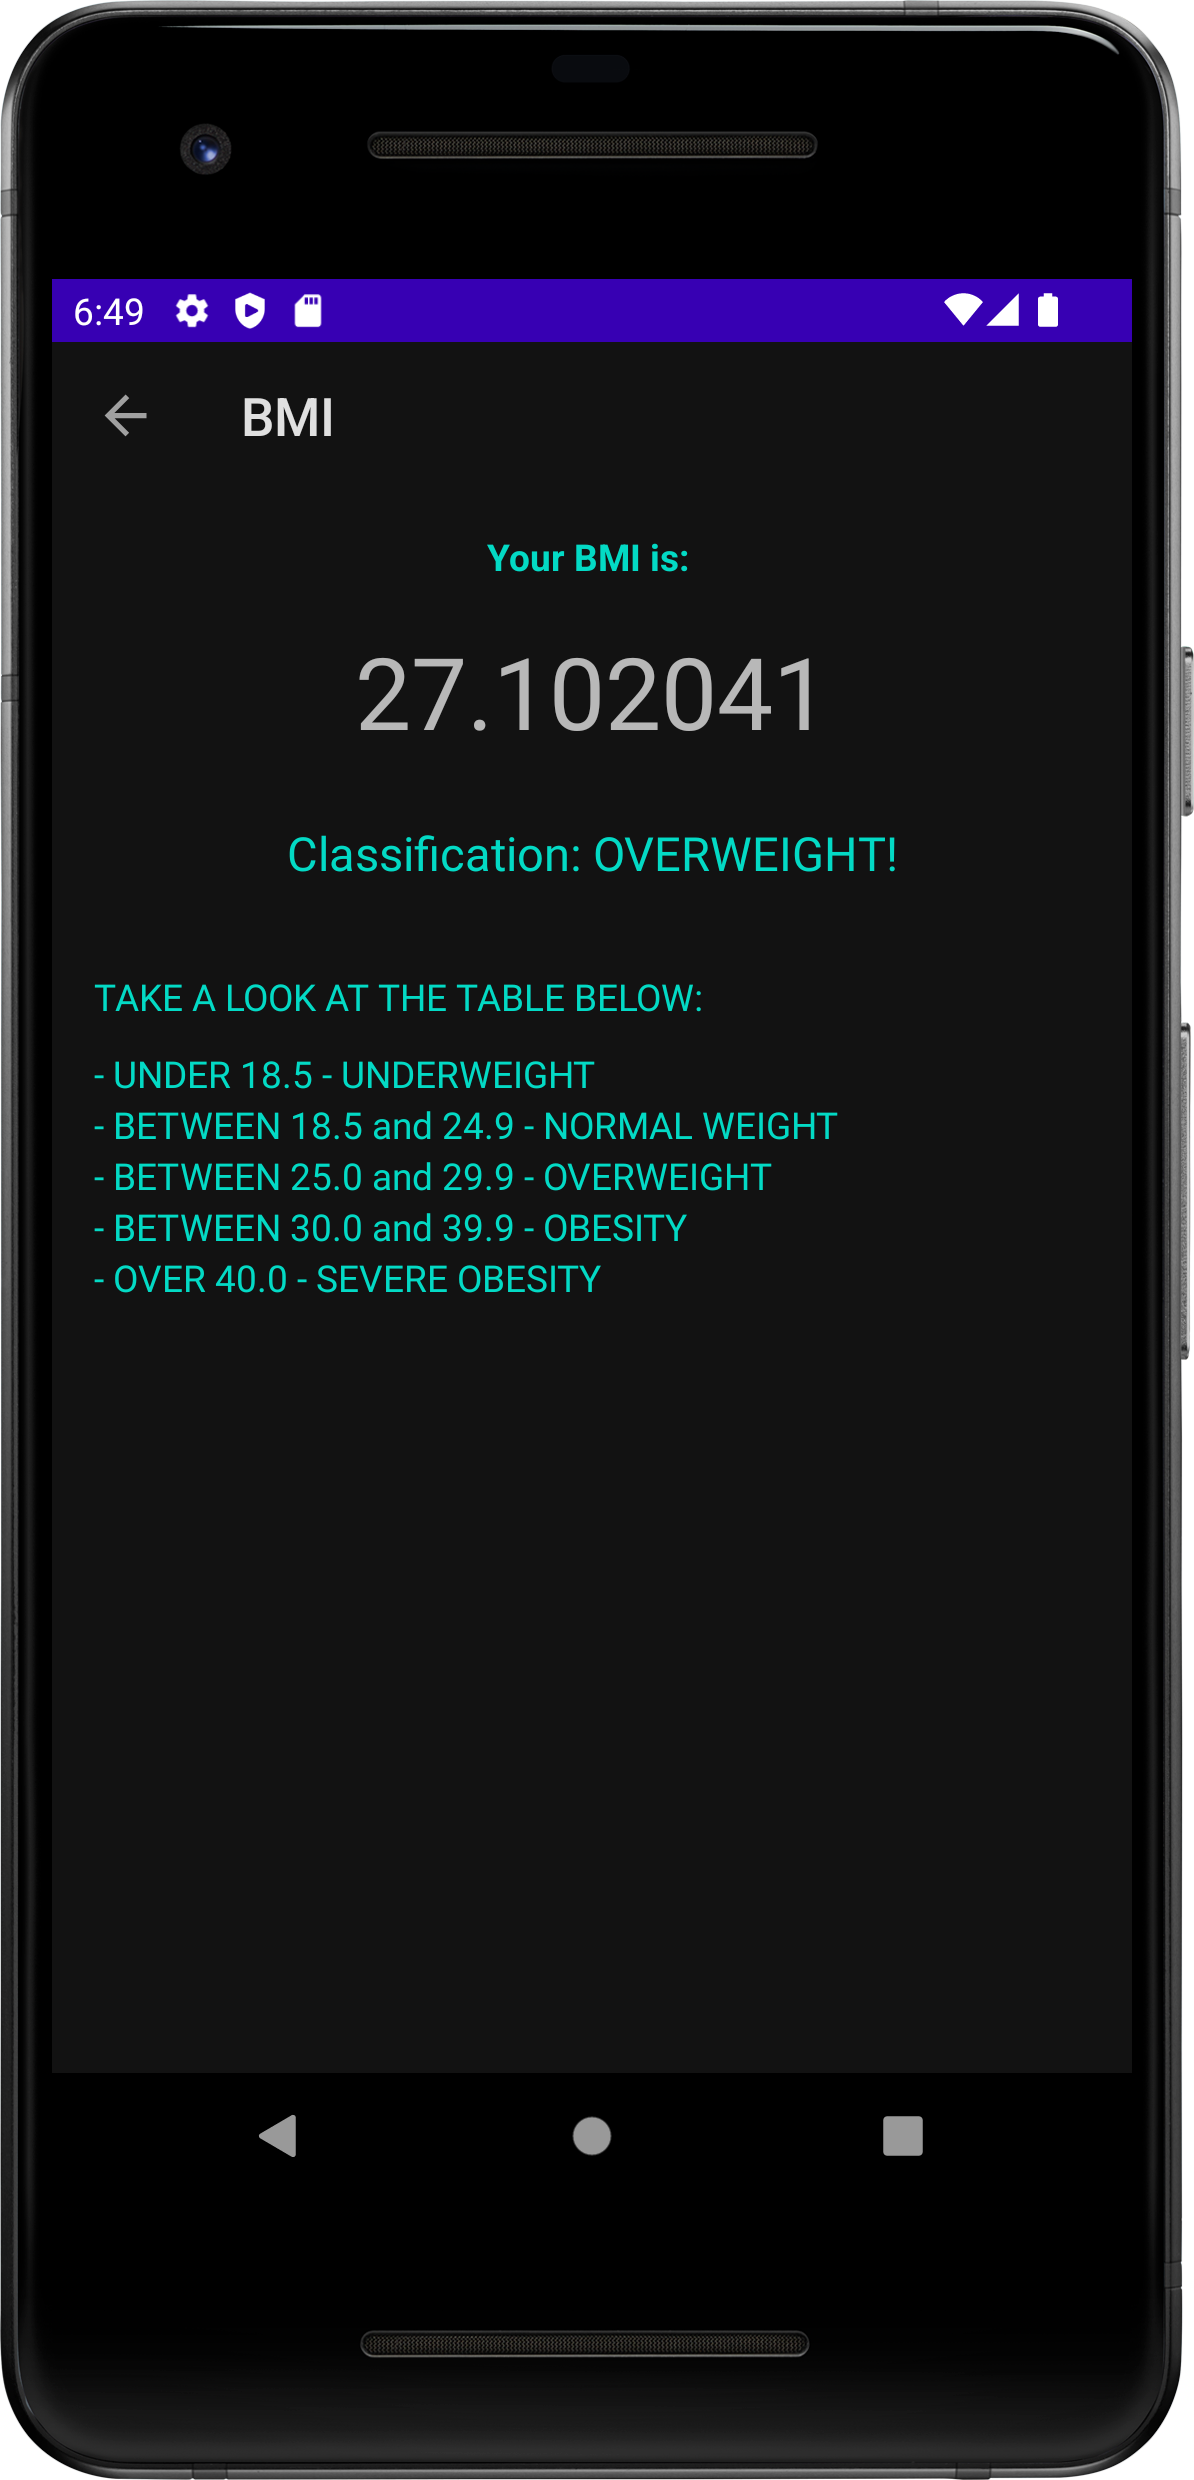 6:49
BMI
Your BMI is:
27.102041
Classification: OVERWEIGHT!
TAKE A LOOK AT THE TABLE BELOW:
- UNDER 18.5 - UNDERWEIGHT
- BETWEEN 18.5 and 24.9 - NORMAL WEIGHT
- BETWEEN 25.0 and 29.9 - OVERWEIGHT
- BETWEEN 30.0 and 39.9 - OBESITY
- OVER 40.0 - SEVERE OBESITY